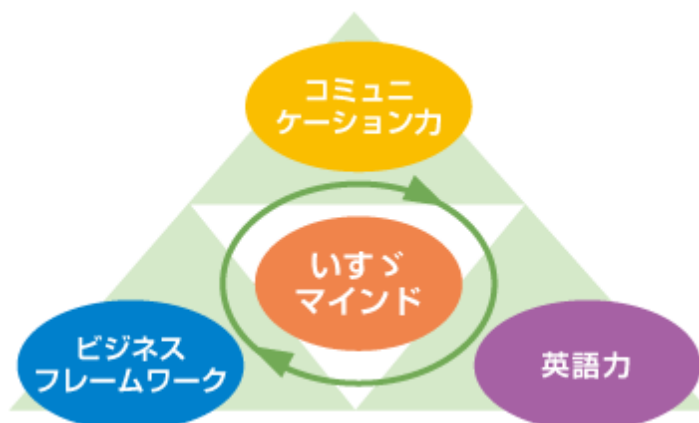 コミュニ
ケーション力
いすゞ
マインド
ビジネス
フレームワーク
英語力